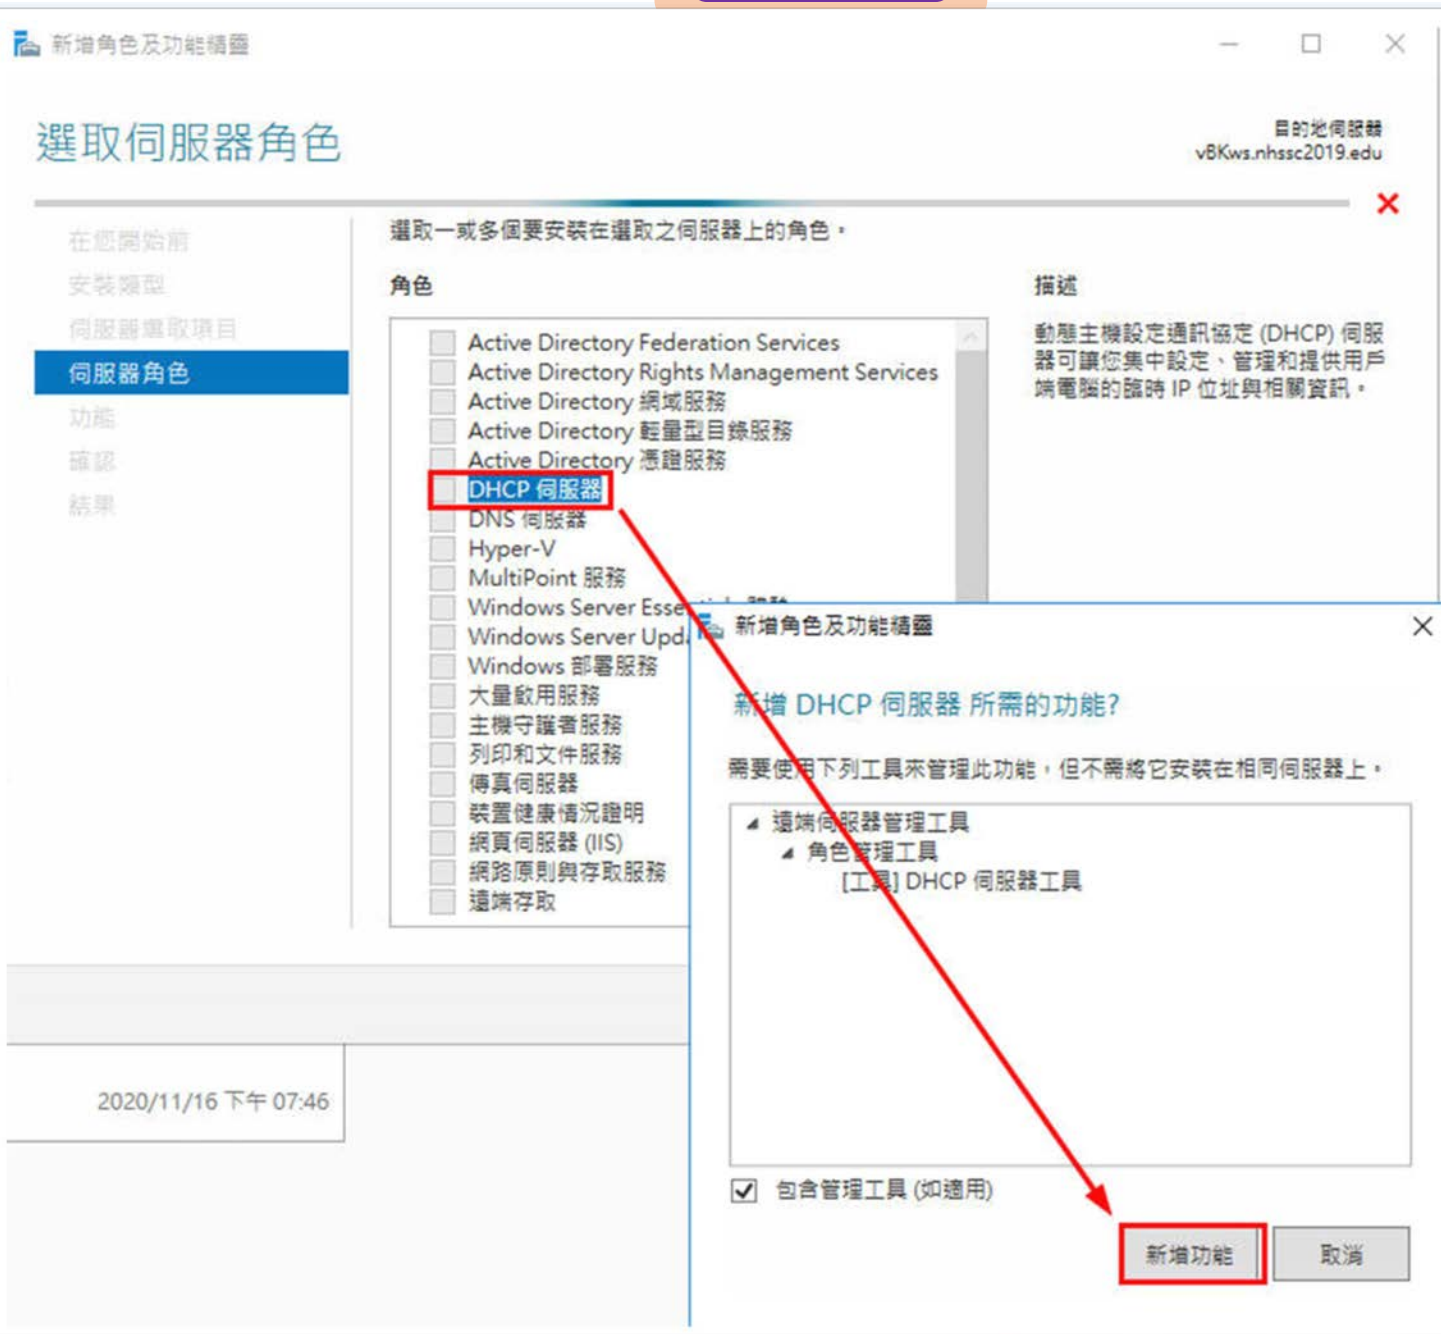 新增角色及功能精靈
選取伺服器角色
目的地伺服器
vBKws.nhssc2019.edu
在您開始前
安裝類型
伺服器選取項目
伺服器角色
功能
確認
結果
選取一或多個要安裝在選取之伺服器上的角色。
角色
Active Directory Federation Services
Active Directory Rights Management Services
Active Directory 網域服務
Active Directory 輕量型目錄服務
Active Directory 憑證服務
DHCP 伺服器
DNS 伺服器
Hyper-V
MultiPoint 服務
Windows Server
Windows Server
Windows 部署服務
大量啟用服務
主機守護者服務
列印和文件服務
傳真伺服器
裝置健康情況證明
網頁伺服器 (IIS)
網路原則與存取服務
遠端存取
描述
動態主機設定通訊協定 (DHCP) 伺服
器可讓您集中設定、管理和提供用戶
端電腦的臨時 IP 位址與相關資訊。
新增角色及功能精靈
新增 DHCP 伺服器 所需的功能?
需要使用下列工具來管理此功能，但不需將它安裝在相同伺服器上。
遠端伺服器管理工具
角色管理工具
[工具] DHCP 伺服器工具
包含管理工具 (如適用)
新增功能
取消
2020/11/16 下午 07:46